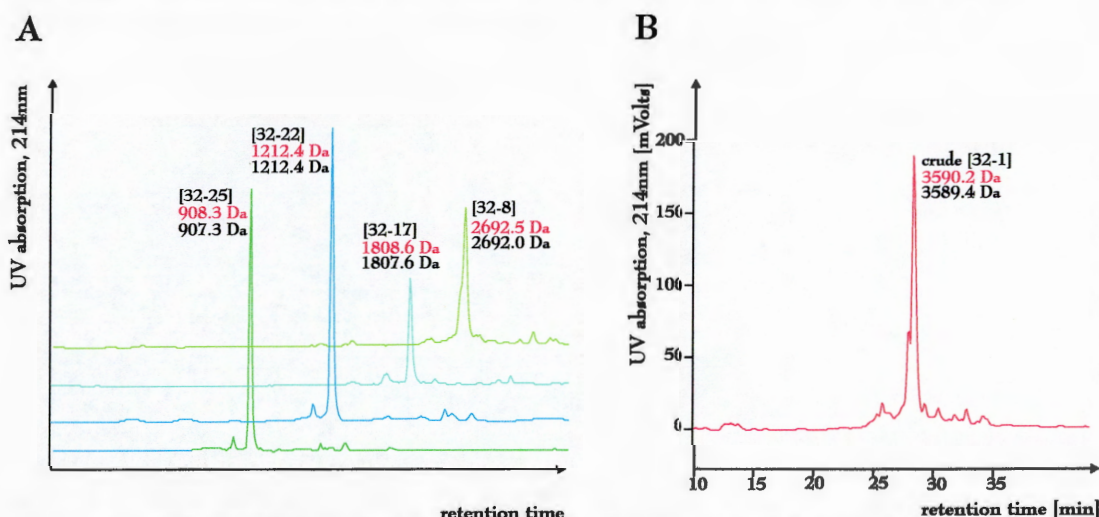 A
UV absorption, 214nm
[32-25]
908.3 Da
907.3 Da
[32-22]
1212.4 Da
1212.4 Da
[32-17]
1808.6 Da
1807.6 Da
[32-8]
2692.5 Da
2692.0 Da
retention time
B
UV absorption, 214nm [mVolts]
200
150
100
50
0
crude [32-1]
3590.2 Da
3589.4 Da
10 15 20 25 30 35
retention time [min]